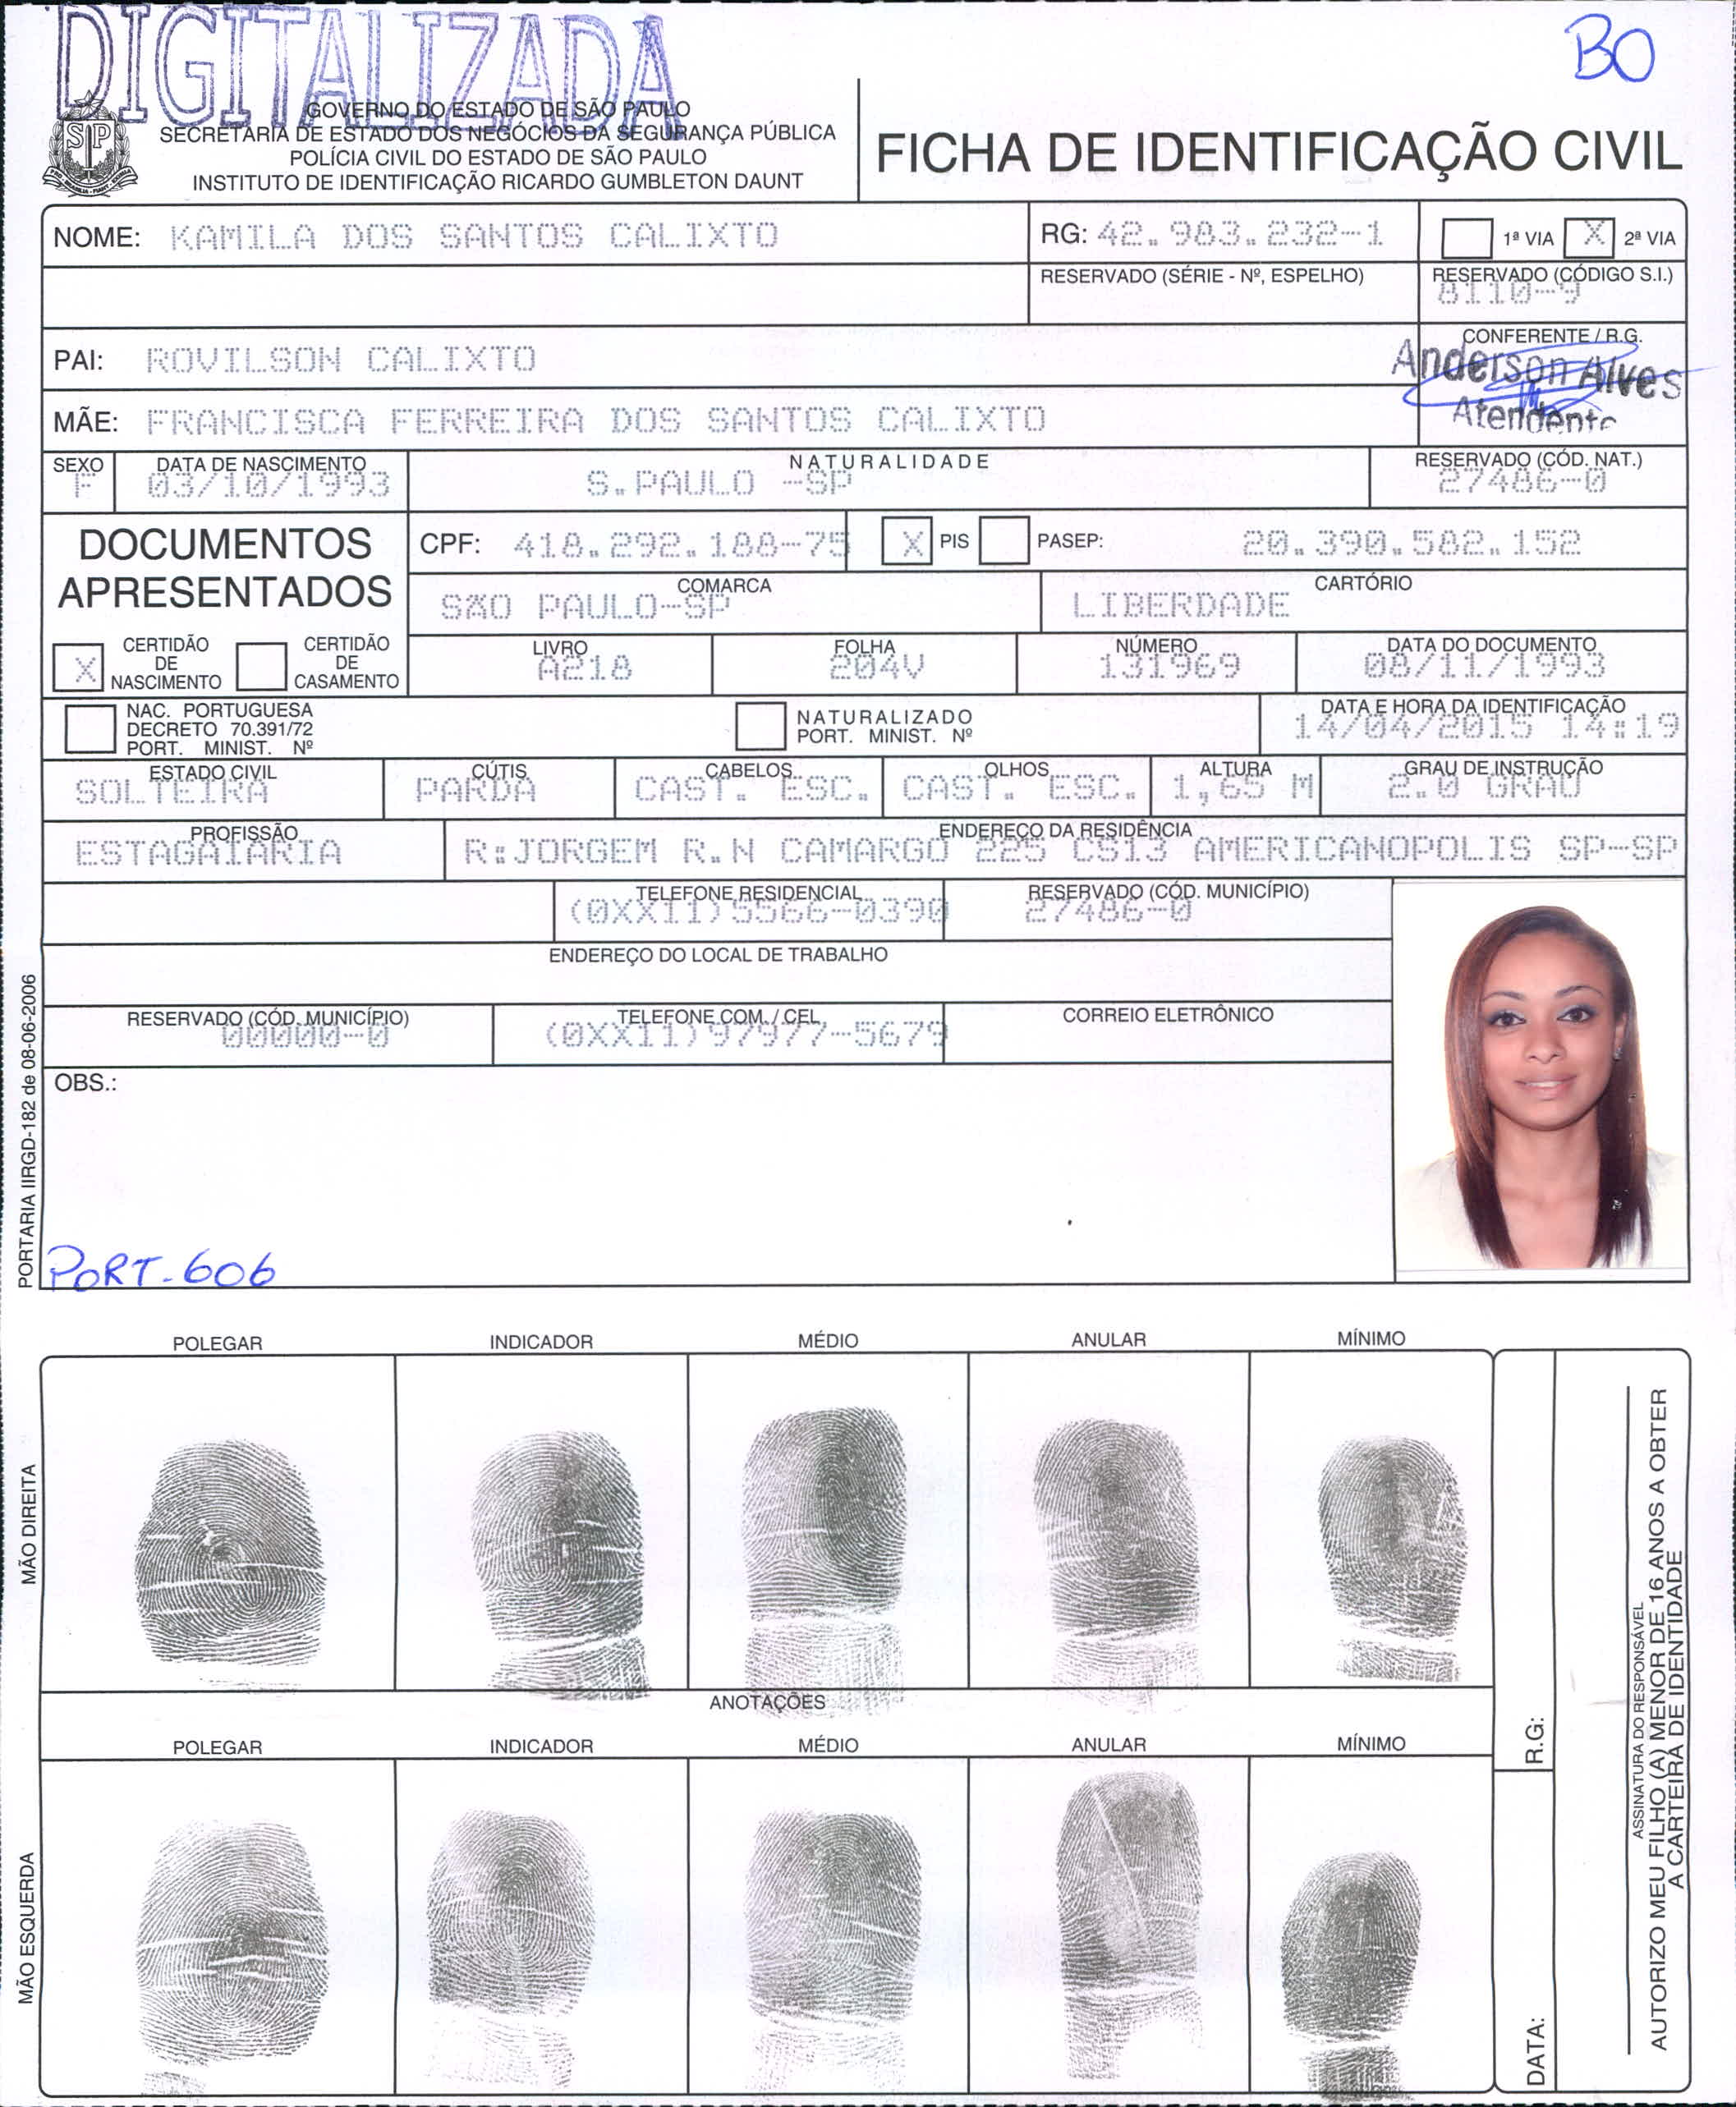 DIGITALIZADA
BO
GOVERNO DO ESTADO DE SÃO PAULO
SECRETARIA DE ESTADO DOS NEGÓCIOS DA SEGURANÇA PÚBLICA
POLÍCIA CIVIL DO ESTADO DE SÃO PAULO
INSTITUTO DE IDENTIFICAÇÃO RICARDO GUMBLETON DAUNT
FICHA DE IDENTIFICAÇÃO CIVIL
NOME: KAMILA DOS SANTOS CALIXTO
RG: 42.983.232-1
1ª VIA X 2ª VIA
RESERVADO (SÉRIE - Nº, ESPELHO)
RESERVADO (CÓDIGO S.I.)
8110-9
PAI: ROVILSON CALIXTO
CONFERENTE / R.G.
Anderson Alves
Atendente
MÃE: FRANCISCA FERREIRA DOS SANTOS CALIXTO
SEXO
F
DATA DE NASCIMENTO
03/10/1993
NATURALIDADE
S.PAULO -SP
RESERVADO (CÓD. NAT.)
27486-0
DOCUMENTOS
APRESENTADOS
CPF: 418.292.188-75
X PIS
PASEP: 20.390.582.152
COMARCA
SÃO PAULO-SP
CARTÓRIO
LIBERDADE
X CERTIDÃO
DE
NASCIMENTO
CERTIDÃO
DE
CASAMENTO
LIVRO
A218
FOLHA
204V
NÚMERO
131969
DATA DO DOCUMENTO
08/11/1993
NAC. PORTUGUESA
DECRETO 70.391/72
PORT. MINIST. Nº
NATURALIZADO
PORT. MINIST. Nº
DATA E HORA DA IDENTIFICAÇÃO
14/04/2015 14:19
ESTADO CIVIL
SOLTEIRA
CÚTIS
PARDA
CABELOS
CAST. ESC.
OLHOS
CAST. ESC.
ALTURA
1,65 M
GRAU DE INSTRUÇÃO
2.0 GRAU
PROFISSÃO
ESTAGAIARIA
ENDEREÇO DA RESIDÊNCIA
R:JORGEM R.N CAMARGO 225 CS13 AMERICANOPOLIS SP-SP
TELEFONE RESIDENCIAL
(0XX11)5566-0390
RESERVADO (CÓD. MUNICÍPIO)
27486-0
ENDEREÇO DO LOCAL DE TRABALHO
RESERVADO (CÓD. MUNICÍPIO)
00000-0
TELEFONE COM. / CEL
(0XX11)97977-5679
CORREIO ELETRÔNICO
OBS.:
PORT-606
PORTARIA IIRGD-182 de 08-06-2006
POLEGAR INDICADOR MÉDIO ANULAR MÍNIMO
MÃO DIREITA
ANOTAÇÕES
POLEGAR INDICADOR MÉDIO ANULAR MÍNIMO
MÃO ESQUERDA
R.G:
DATA:
ASSINATURA DO RESPONSÁVEL
AUTORIZO MEU FILHO (A) MENOR DE 16 ANOS A OBTER
A CARTEIRA DE IDENTIDADE